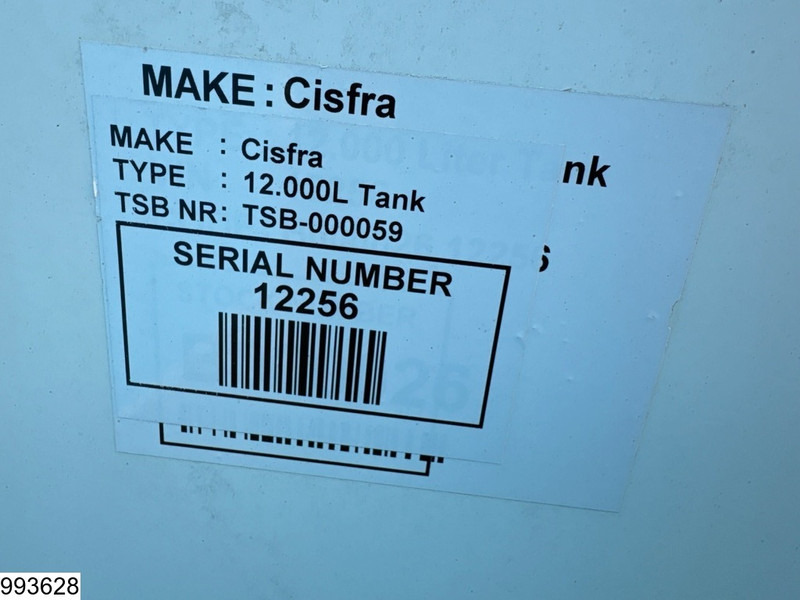 MAKE : Cisfra
nk
MAKE : Cisfra
TYPE : 12.000L Tank
TSB NR: TSB-000059
SERIAL NUMBER
12256
993628